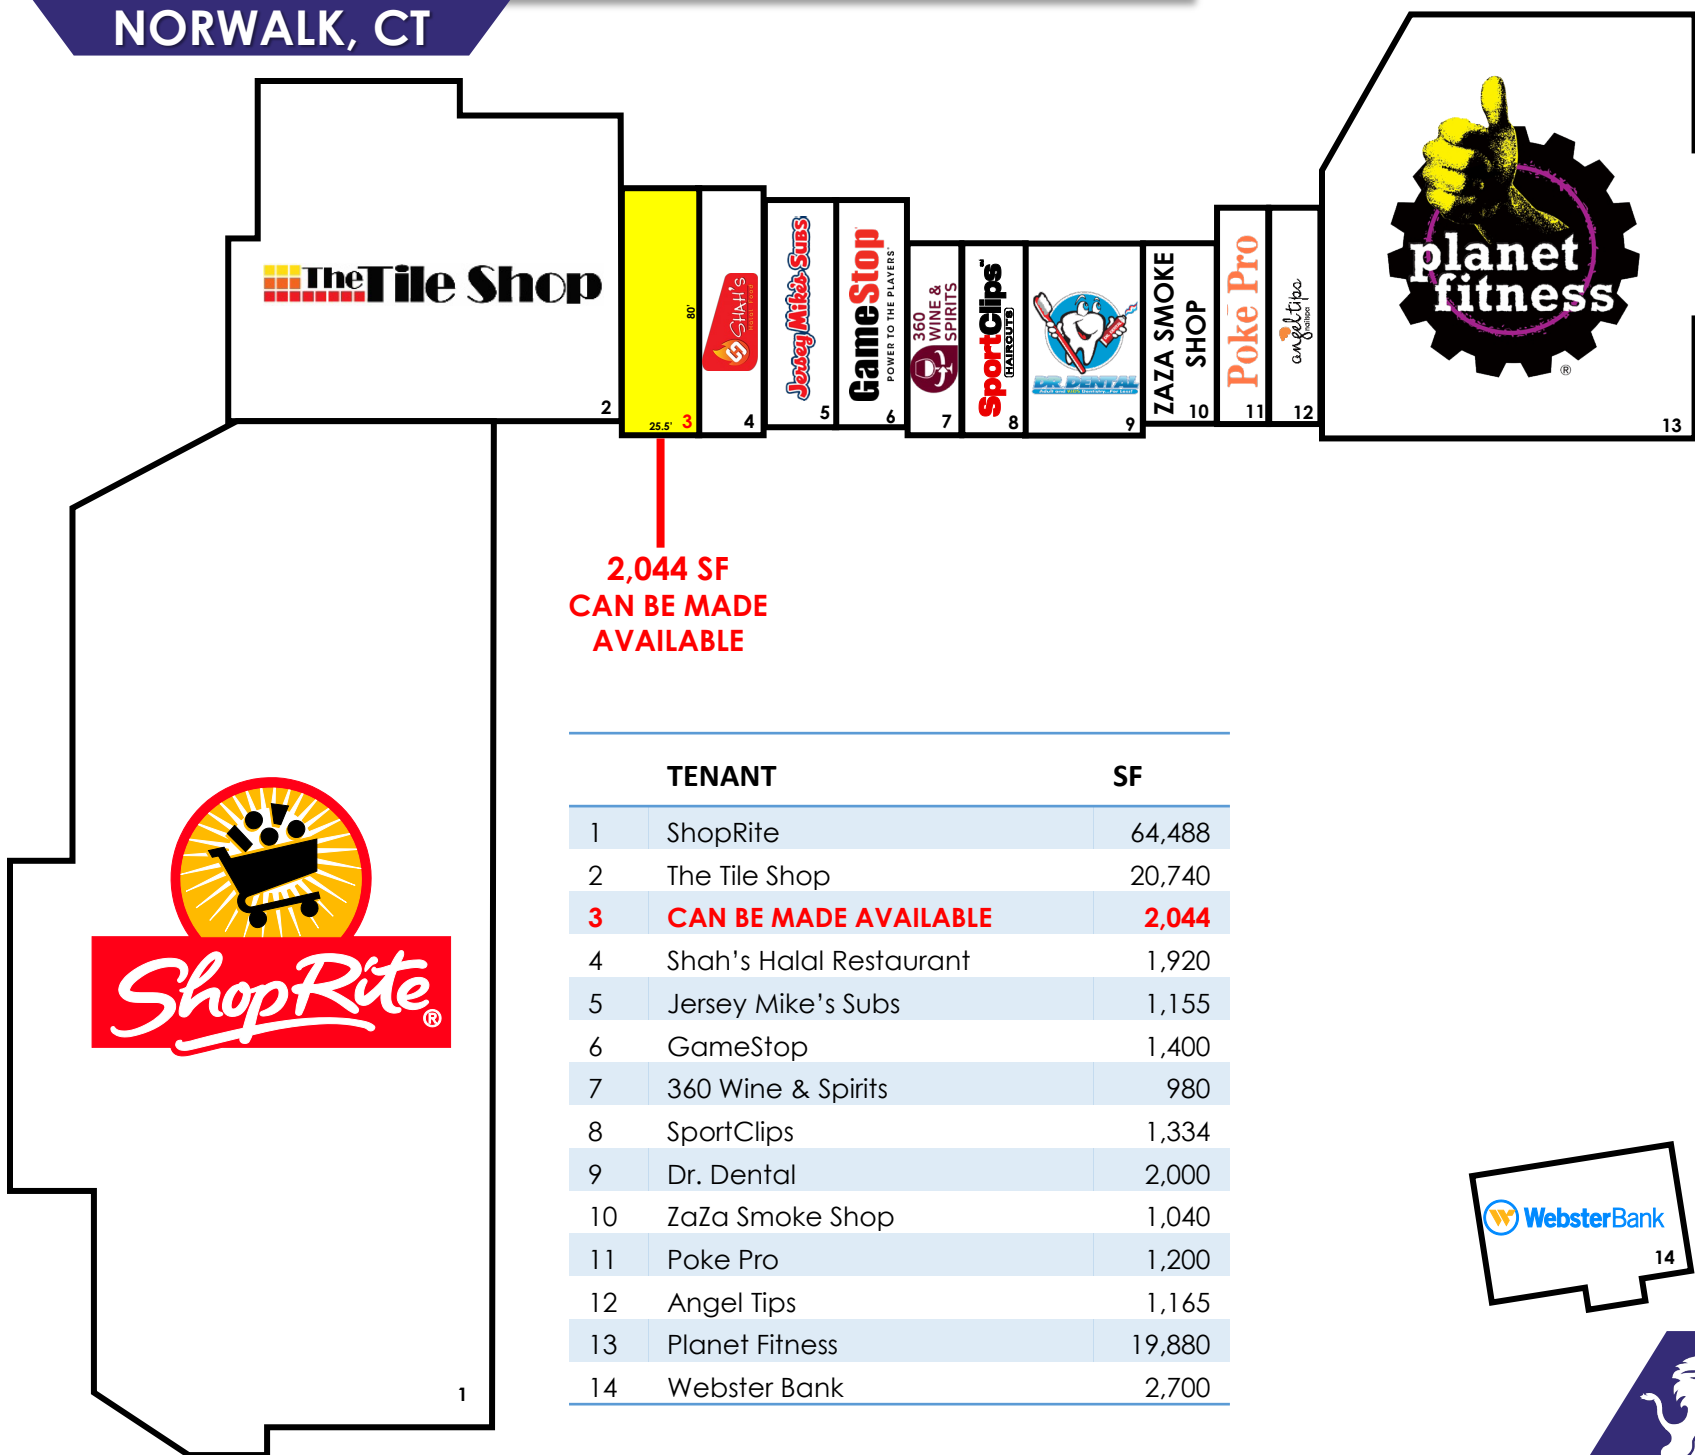 NORWALK, CT
The Tile Shop
2
80'
25.5'
3
SHAH'S
Halal Food
4
Jersey Mike's Subs
5
GameStop
POWER TO THE PLAYERS
6
360
WINE &
SPIRITS
7
SportClips
HAIRCUTS
8
DR DENTAL
9
ZAZA SMOKE
SHOP
10
Poke Pro
11
angeltips
nailspa
12
planet
fitness
®
13
2,044 SF
CAN BE MADE
AVAILABLE
ShopRite®
1
TENANT SF
1 ShopRite 64,488
2 The Tile Shop 20,740
3 CAN BE MADE AVAILABLE 2,044
4 Shah's Halal Restaurant 1,920
5 Jersey Mike's Subs 1,155
6 GameStop 1,400
7 360 Wine & Spirits 980
8 SportClips 1,334
9 Dr. Dental 2,000
10 ZaZa Smoke Shop 1,040
11 Poke Pro 1,200
12 Angel Tips 1,165
13 Planet Fitness 19,880
14 Webster Bank 2,700
WebsterBank
14